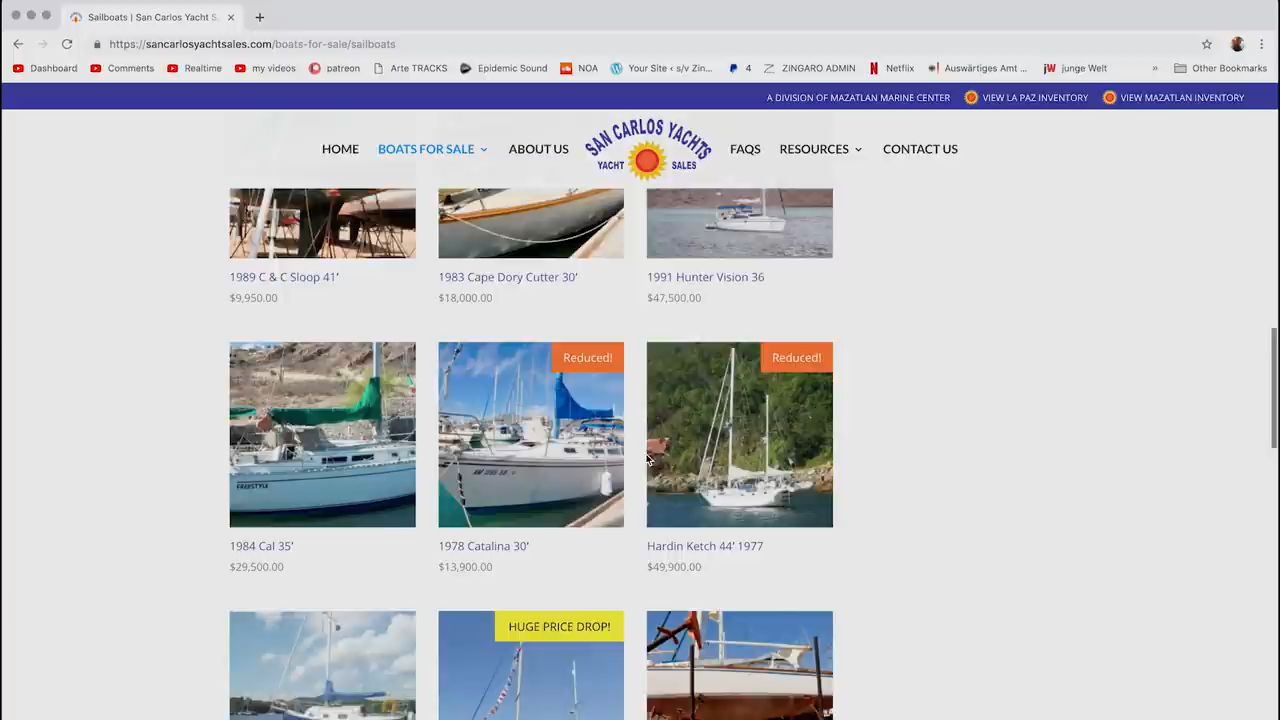 Sailboats | San Carlos Yacht S
https://sancarlosyachtsales.com/boats-for-sale/sailboats
Dashboard Comments Realtime my videos patreon Arte TRACKS Epidemic Sound NOA Your Site ‹ s/v Zin... 4 ZINGARO ADMIN Netflix Auswärtiges Amt ... junge Welt » Other Bookmarks
A DIVISION OF MAZATLAN MARINE CENTER VIEW LA PAZ INVENTORY VIEW MAZATLAN INVENTORY
HOME BOATS FOR SALE ABOUT US SAN CARLOS YACHTS YACHT SALES FAQS RESOURCES CONTACT US
1989 C & C Sloop 41′ 1983 Cape Dory Cutter 30′ 1991 Hunter Vision 36
$9,950.00 $18,000.00 $47,500.00
Reduced! Reduced!
FREESTYLE
1984 Cal 35′ 1978 Catalina 30′ Hardin Ketch 44′ 1977
$29,500.00 $13,900.00 $49,900.00
HUGE PRICE DROP!